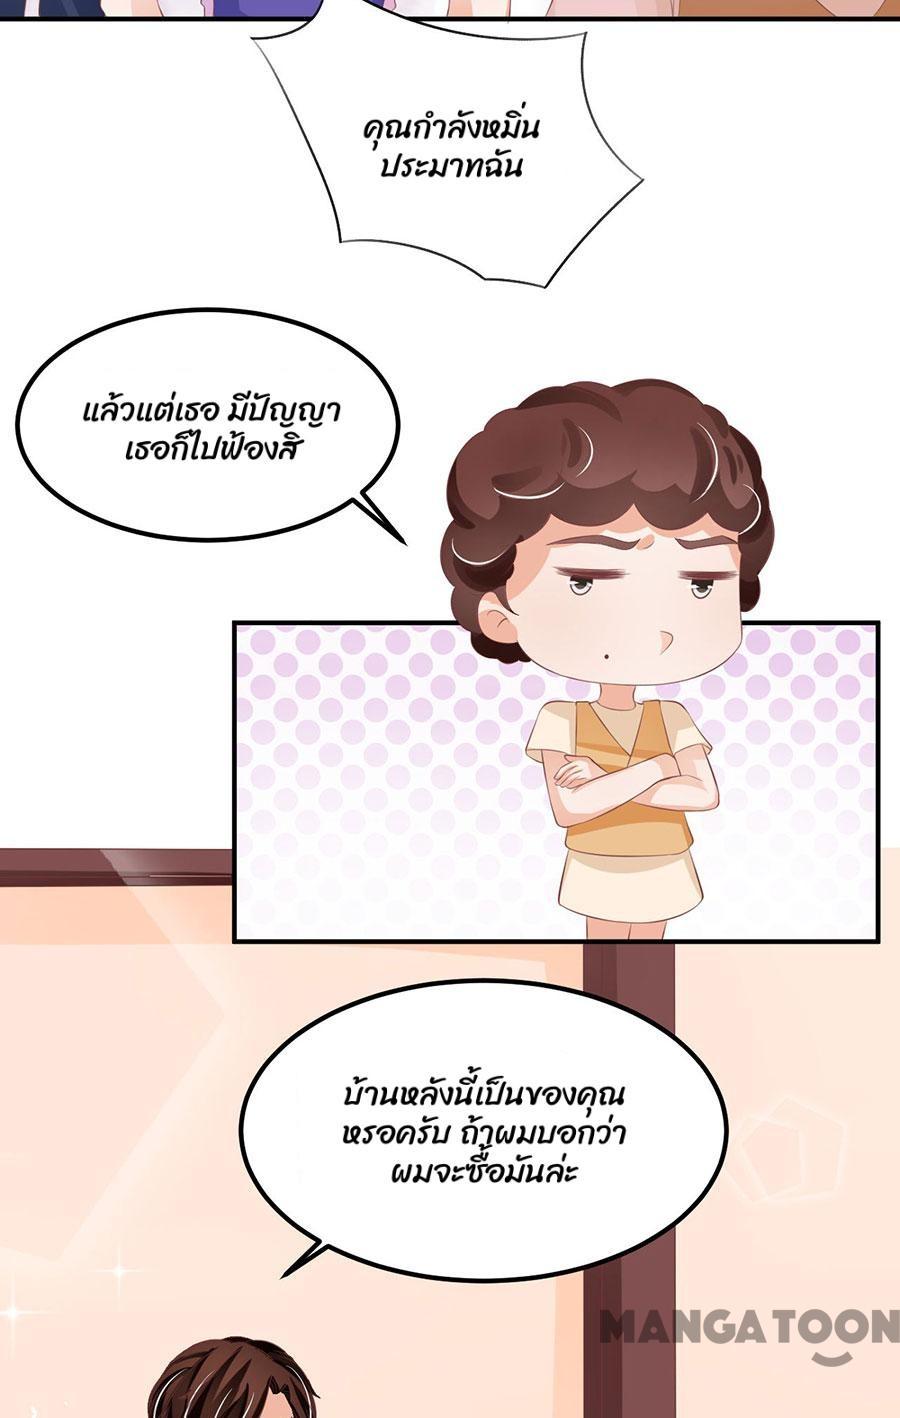 คุณกำลังหมิ่น
ประมาทฉัน
แล้วแต่เธอ มีปัญญา
เธอก็ไปฟ้องสิ
บ้านหลังนี้เป็นของคุณ
หรอครับ ถ้าผมบอกว่า
ผมจะซื้อมันล่ะ
MANGATOON